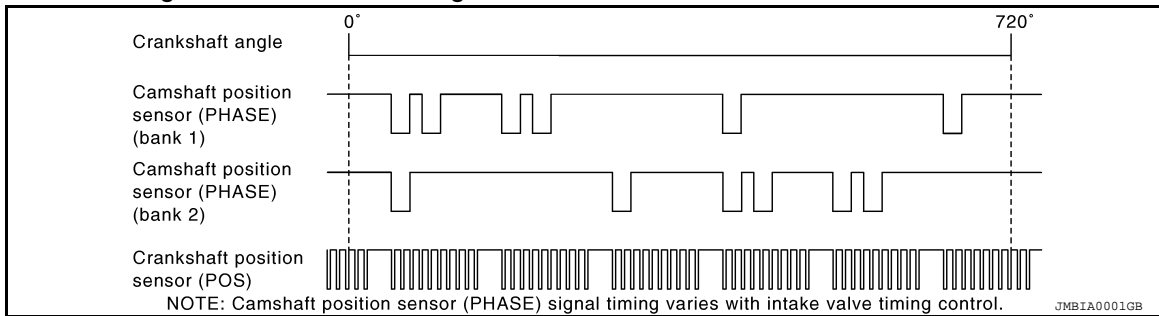 0° 720°
Crankshaft angle
Camshaft position
sensor (PHASE)
(bank 1)
Camshaft position
sensor (PHASE)
(bank 2)
Crankshaft position
sensor (POS)
NOTE: Camshaft position sensor (PHASE) signal timing varies with intake valve timing control.
JMBIA0001GB